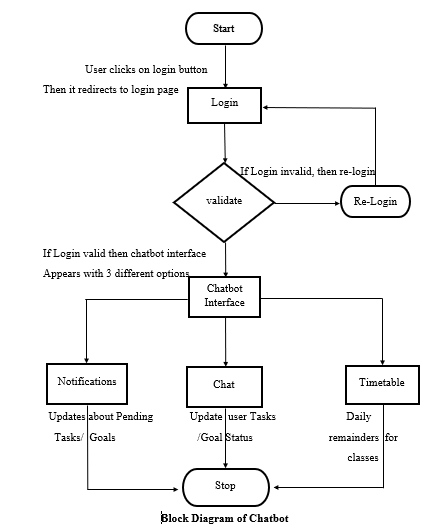 Start
User clicks on login button
Then it redirects to login page
Login
If Login invalid, then re-login
validate
Re-Login
If Login valid then chatbot interface
Appears with 3 different options
Chatbot
Interface
Notifications
Chat
Timetable
Updates about Pending
Tasks/ Goals
Update user Tasks
/Goal Status
Daily
remainders for
classes
Stop
Block Diagram of Chatbot